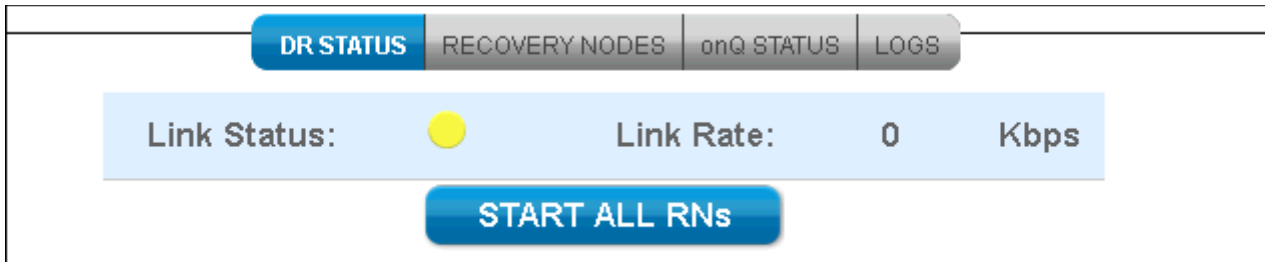 DR STATUS RECOVERY NODES onQ STATUS LOGS
Link Status: Link Rate: 0 Kbps
START ALL RNs